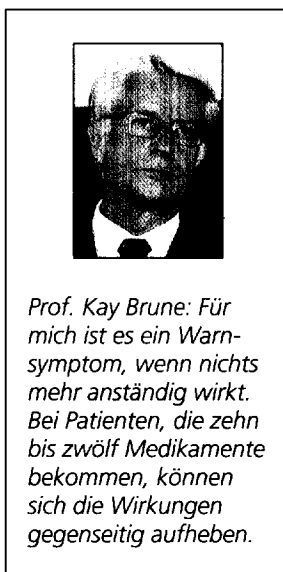 Prof. Kay Brune: Für
mich ist es ein Warn-
symptom, wenn nichts
mehr anständig wirkt.
Bei Patienten, die zehn
bis zwölf Medikamente
bekommen, können
sich die Wirkungen
gegenseitig aufheben.